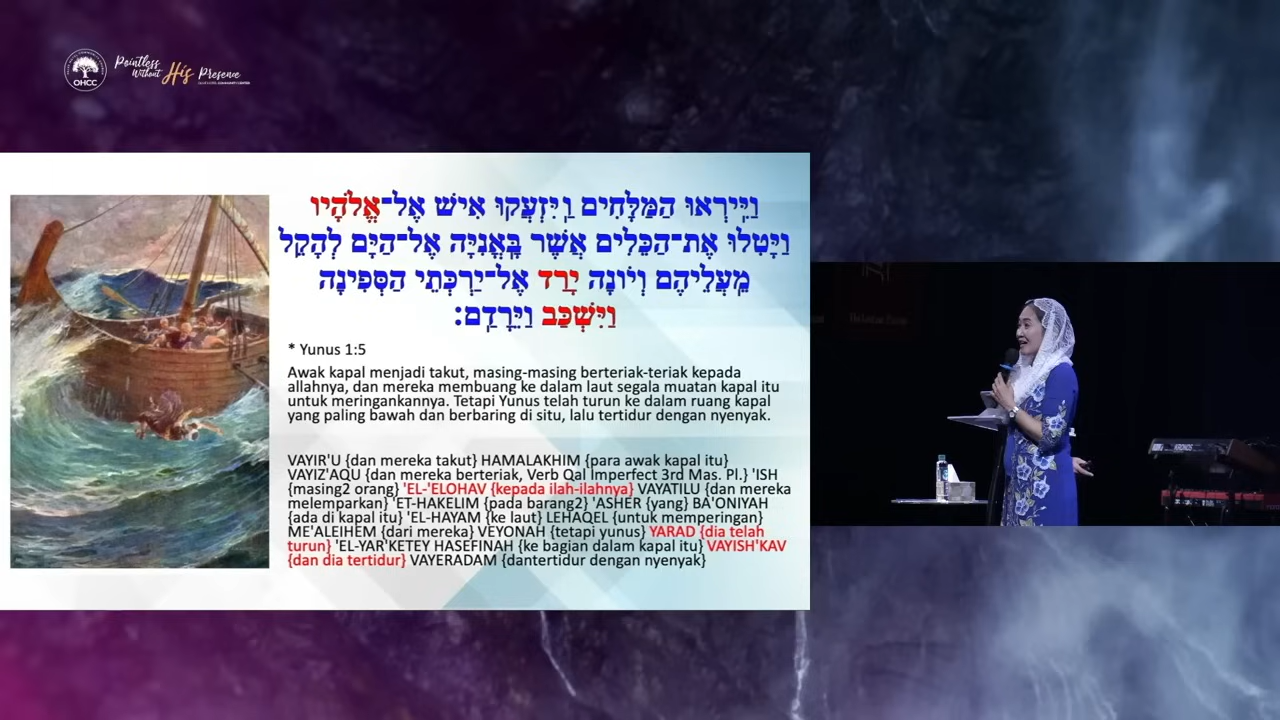 OHCC
Pointless
Without His Presence
וַיִּֽירְא֣וּ הַמַּלָּחִ֗ים וַֽיִּזְעֲקוּ֮ אִ֣ישׁ אֶל־אֱלֹהָיו֒
וַיָּטִ֨לוּ אֶת־הַכֵּלִ֜ים אֲשֶׁ֤ר בָּֽאֳנִיָּה֙ אֶל־הַיָּ֔ם לְהָקֵ֖ל
מֵֽעֲלֵיהֶ֑ם וְיוֹנָ֗ה יָרַד֙ אֶל־יַרְכְּתֵ֣י הַסְּפִינָ֔ה
וַיִּשְׁכַּ֖ב וַיֵּרָדַֽם׃
* Yunus 1:5
Awak kapal menjadi takut, masing-masing berteriak-teriak kepada
allahnya, dan mereka membuang ke dalam laut segala muatan kapal itu
untuk meringankannya. Tetapi Yunus telah turun ke dalam ruang kapal
yang paling bawah dan berbaring di situ, lalu tertidur dengan nyenyak.
VAYIR'U {dan mereka takut} HAMALAKHIM {para awak kapal itu}
VAYIZ'AQU {dan mereka berteriak, Verb Qal Imperfect 3rd Mas. Pl.} 'ISH
{masing2 orang} 'EL-'ELOHAV {kepada ilah-ilahnya} VAYATILU {dan mereka
melemparkan} 'ET-HAKELIM {pada barang2} 'ASHER {yang} BA'ONIYAH
{ada di kapal itu} 'EL-HAYAM {ke laut} LEHAQEL {untuk memperingan}
ME'ALEIHEM {dari mereka} VEYONAH {tetapi yunus} YARAD {dia telah
turun} 'EL-YAR'KETEY HASEFINAH {ke bagian dalam kapal itu} VAYISH'KAV
{dan dia tertidur} VAYERADAM {dantertidur dengan nyenyak}
KRONOS